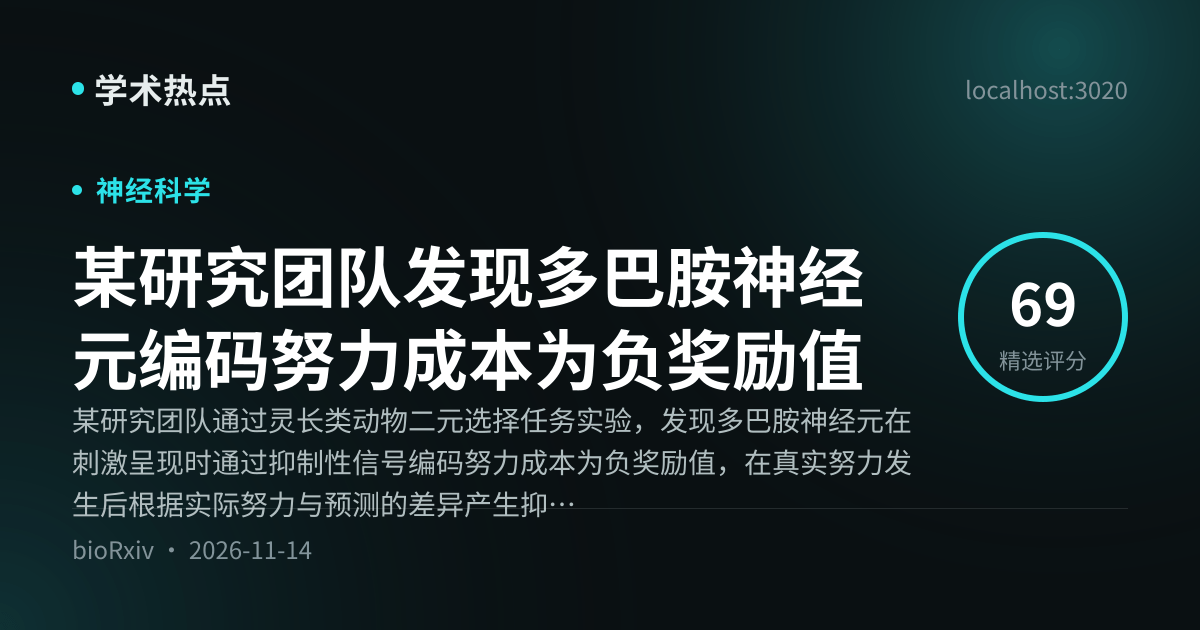 学术热点
localhost:3020
神经科学
某研究团队发现多巴胺神经
元编码努力成本为负奖励值
69
精选评分
某研究团队通过灵长类动物二元选择任务实验，发现多巴胺神经元在
刺激呈现时通过抑制性信号编码努力成本为负奖励值，在真实努力发
生后根据实际努力与预测的差异产生抑…
bioRxiv · 2026-11-14